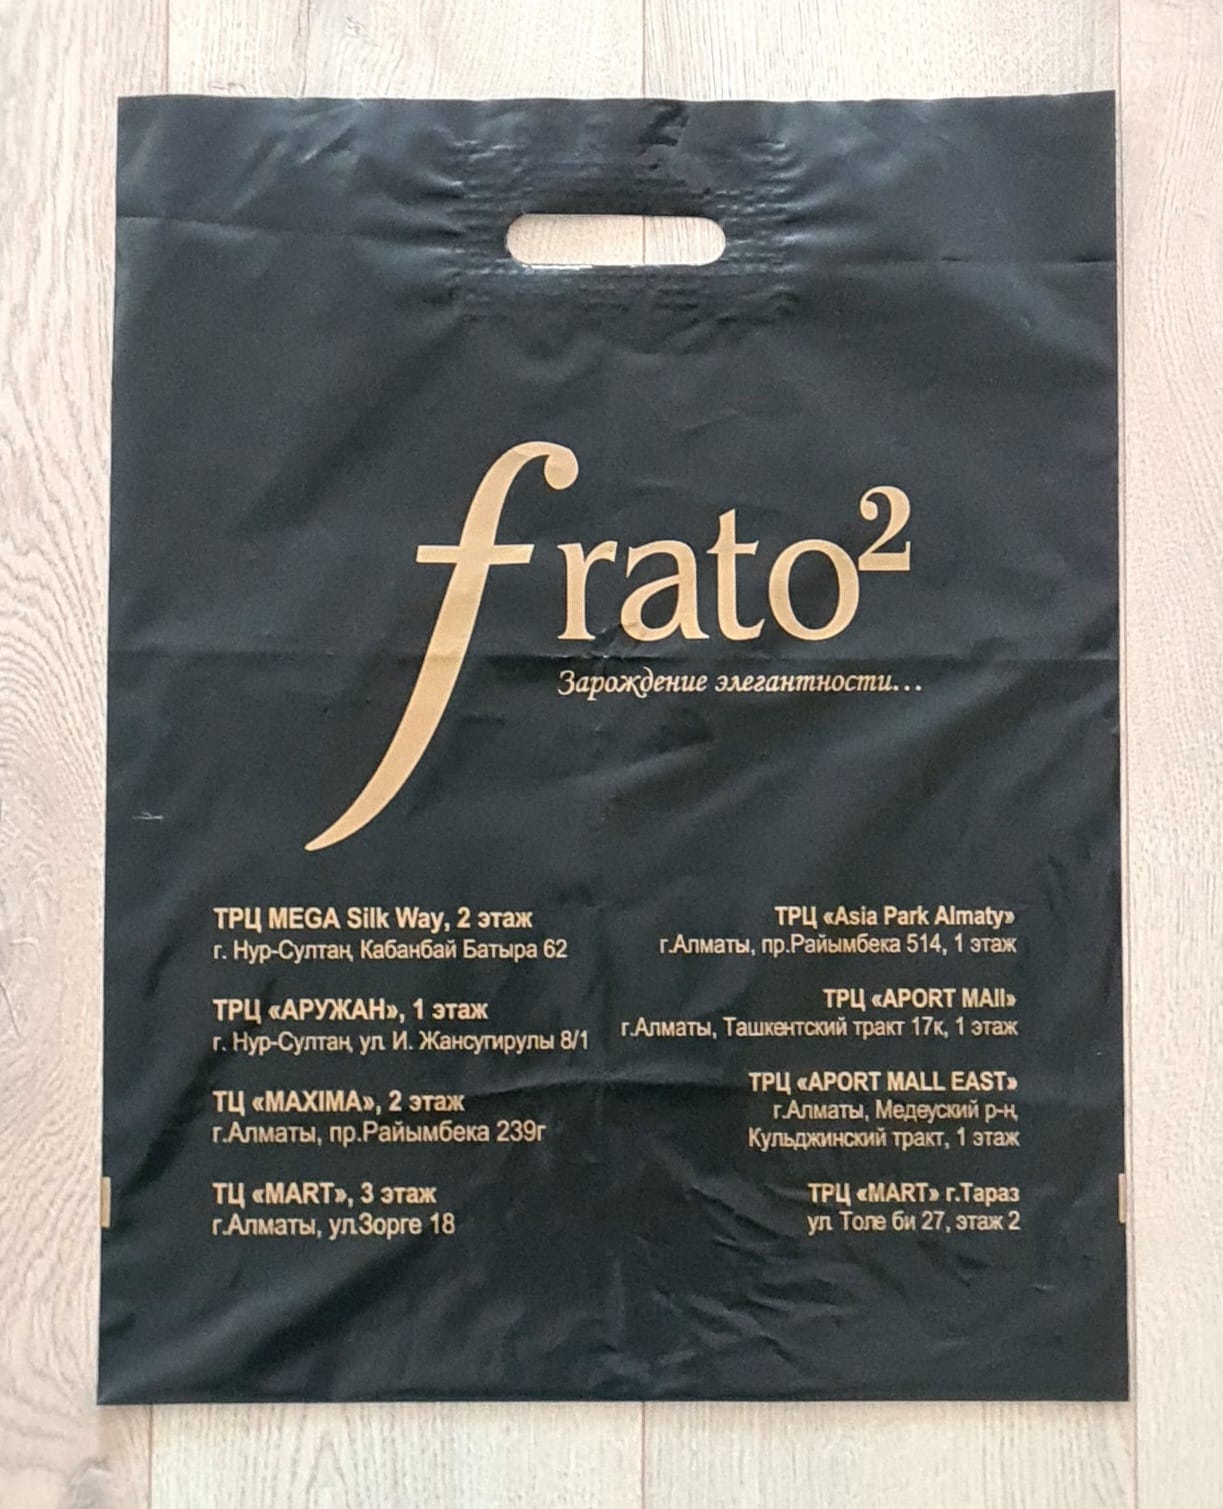 frato²
Зарождение элегантности...
ТРЦ MEGA Silk Way, 2 этаж
г. Нур-Султан, Кабанбай Батыра 62
ТРЦ «АРУЖАН», 1 этаж
г. Нур-Султан, ул. И. Жансугирулы 8/1
ТЦ «MAXIMA», 2 этаж
г.Алматы, пр.Райымбека 239г
ТЦ «MART», 3 этаж
г.Алматы, ул.Зорге 18
ТРЦ «Asia Park Almaty»
г.Алматы, пр.Райымбека 514, 1 этаж
ТРЦ «APORT MAll»
г.Алматы, Ташкентский тракт 17к, 1 этаж
ТРЦ «APORT MALL EAST»
г.Алматы, Медеуский р-н,
Кульджинский тракт, 1 этаж
ТРЦ «MART» г.Тараз
ул. Толе би 27, этаж 2